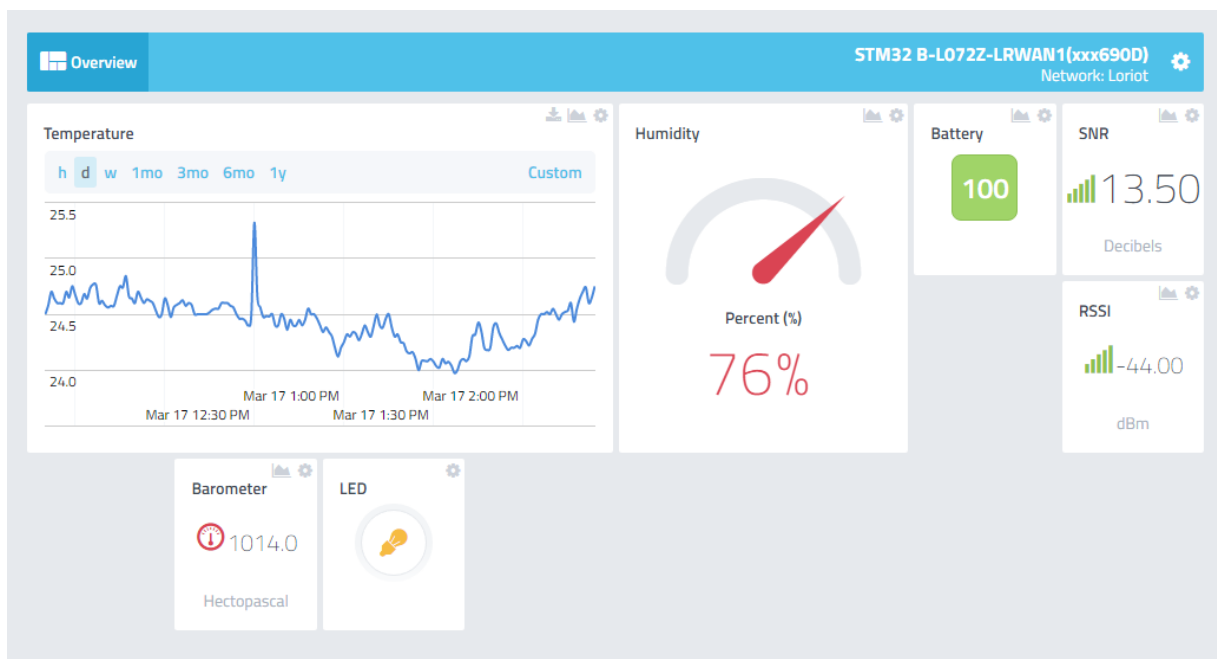 Overview
STM32 B-L072Z-LRWAN1(xxx690D)
Network: Loriot
Temperature
h d w 1mo 3mo 6mo 1y Custom
25.5
25.0
24.5
24.0
Mar 17 1:00 PM Mar 17 2:00 PM
Mar 17 12:30 PM Mar 17 1:30 PM
Humidity
Percent (%)
76%
Battery
100
SNR
13.50
Decibels
RSSI
-44.00
dBm
Barometer
1014.0
Hectopascal
LED